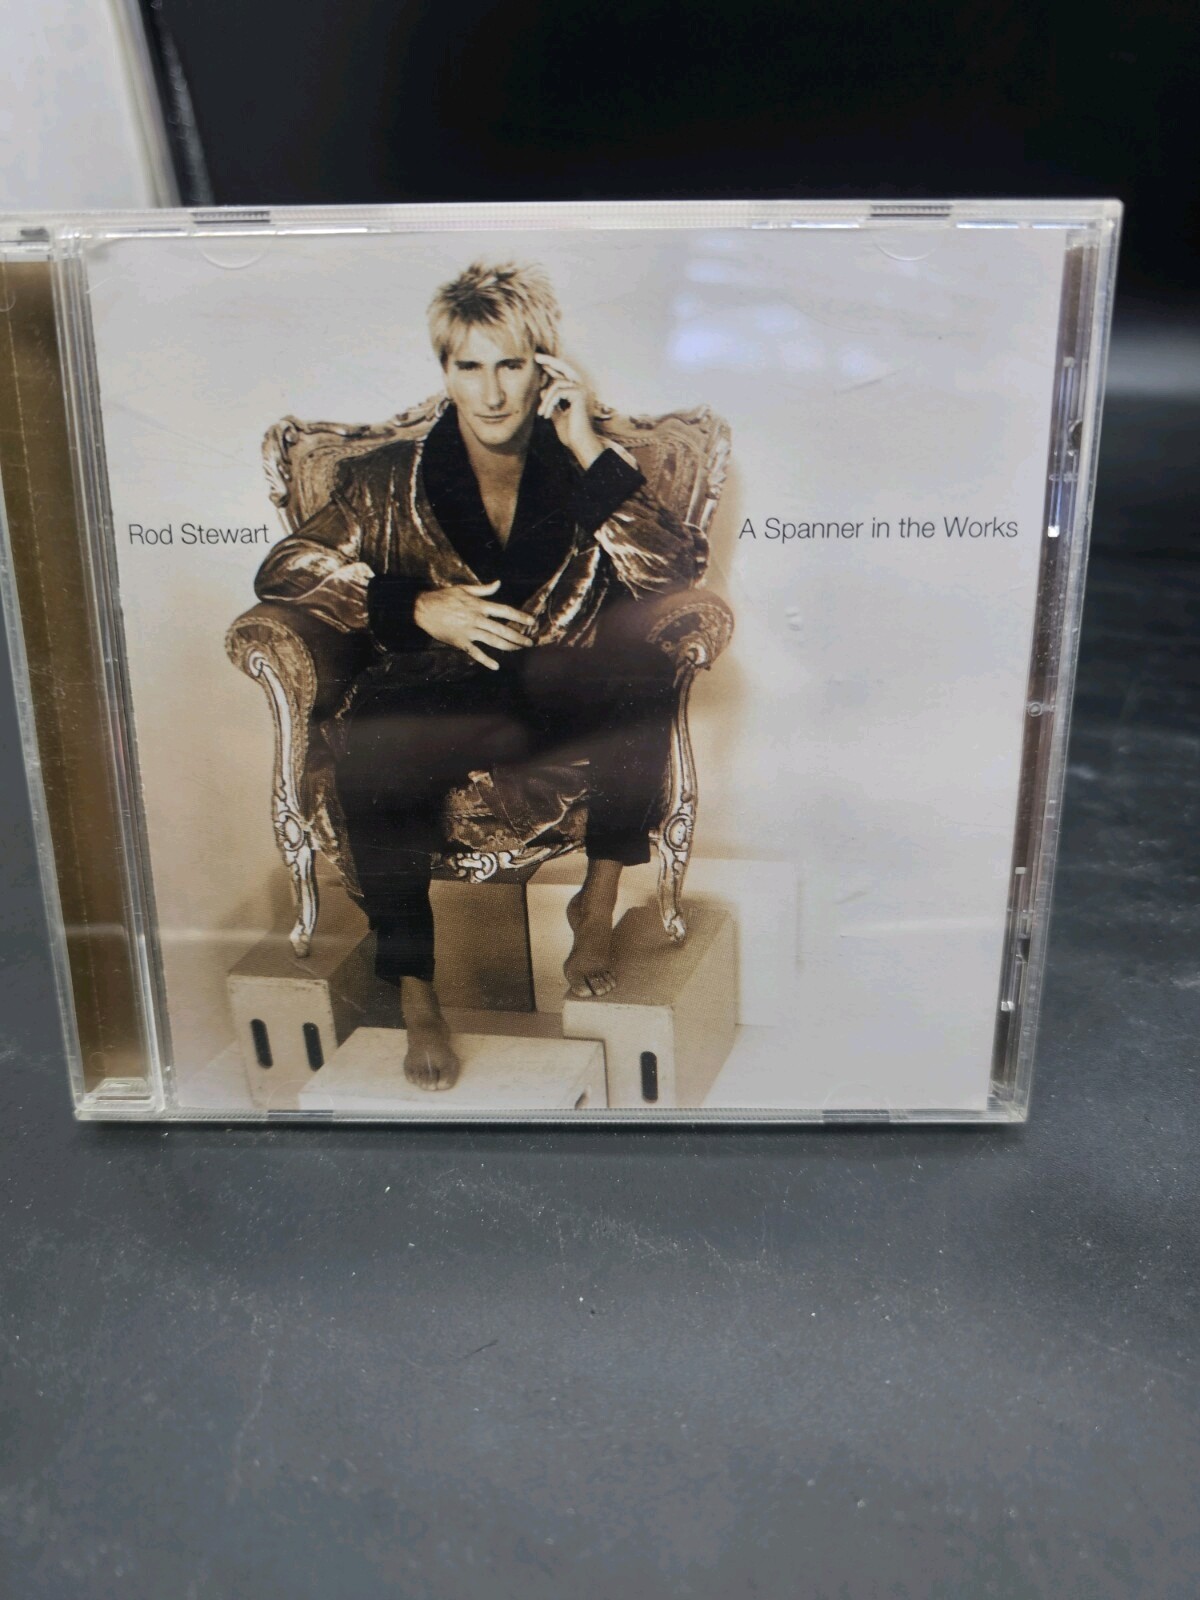 Rod Stewart
A Spanner in the Works